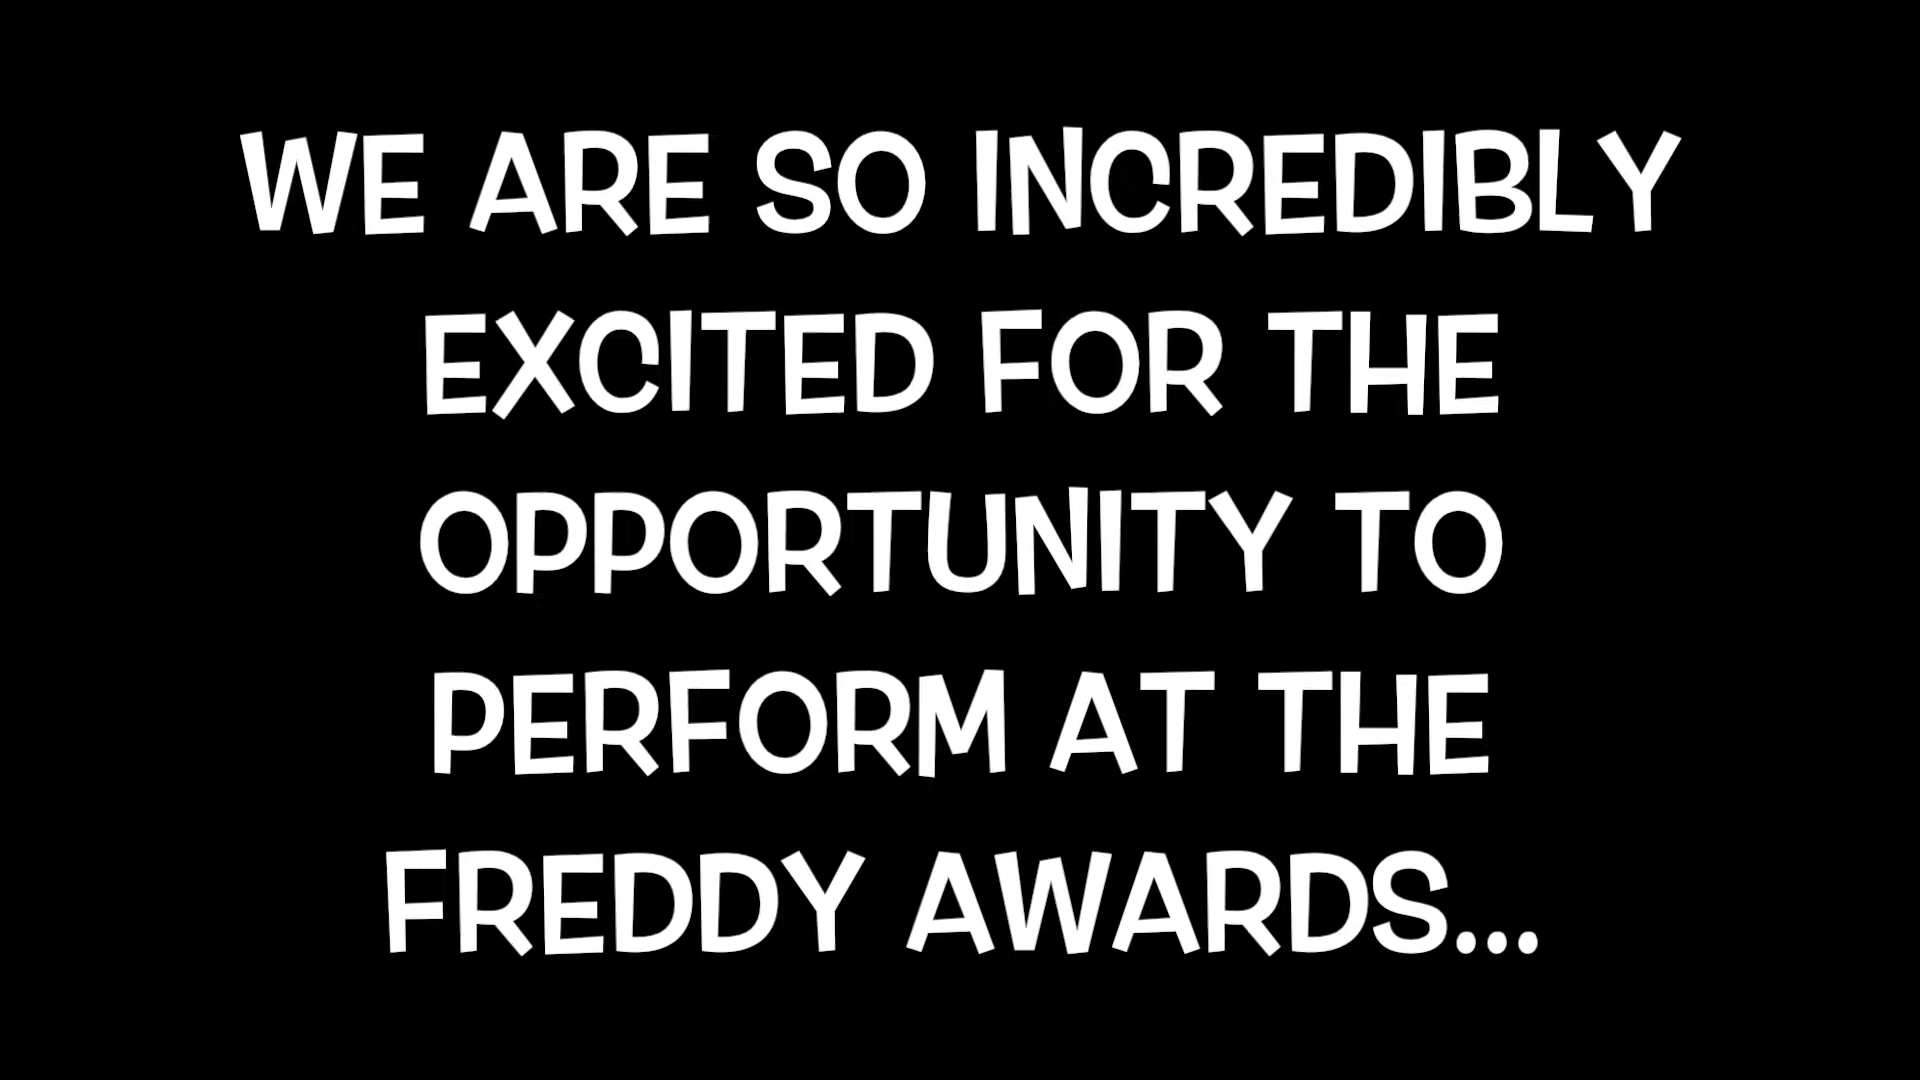 WE ARE SO INCREDIBLY
EXCITED FOR THE
OPPORTUNITY TO
PERFORM AT THE
FREDDY AWARDS...